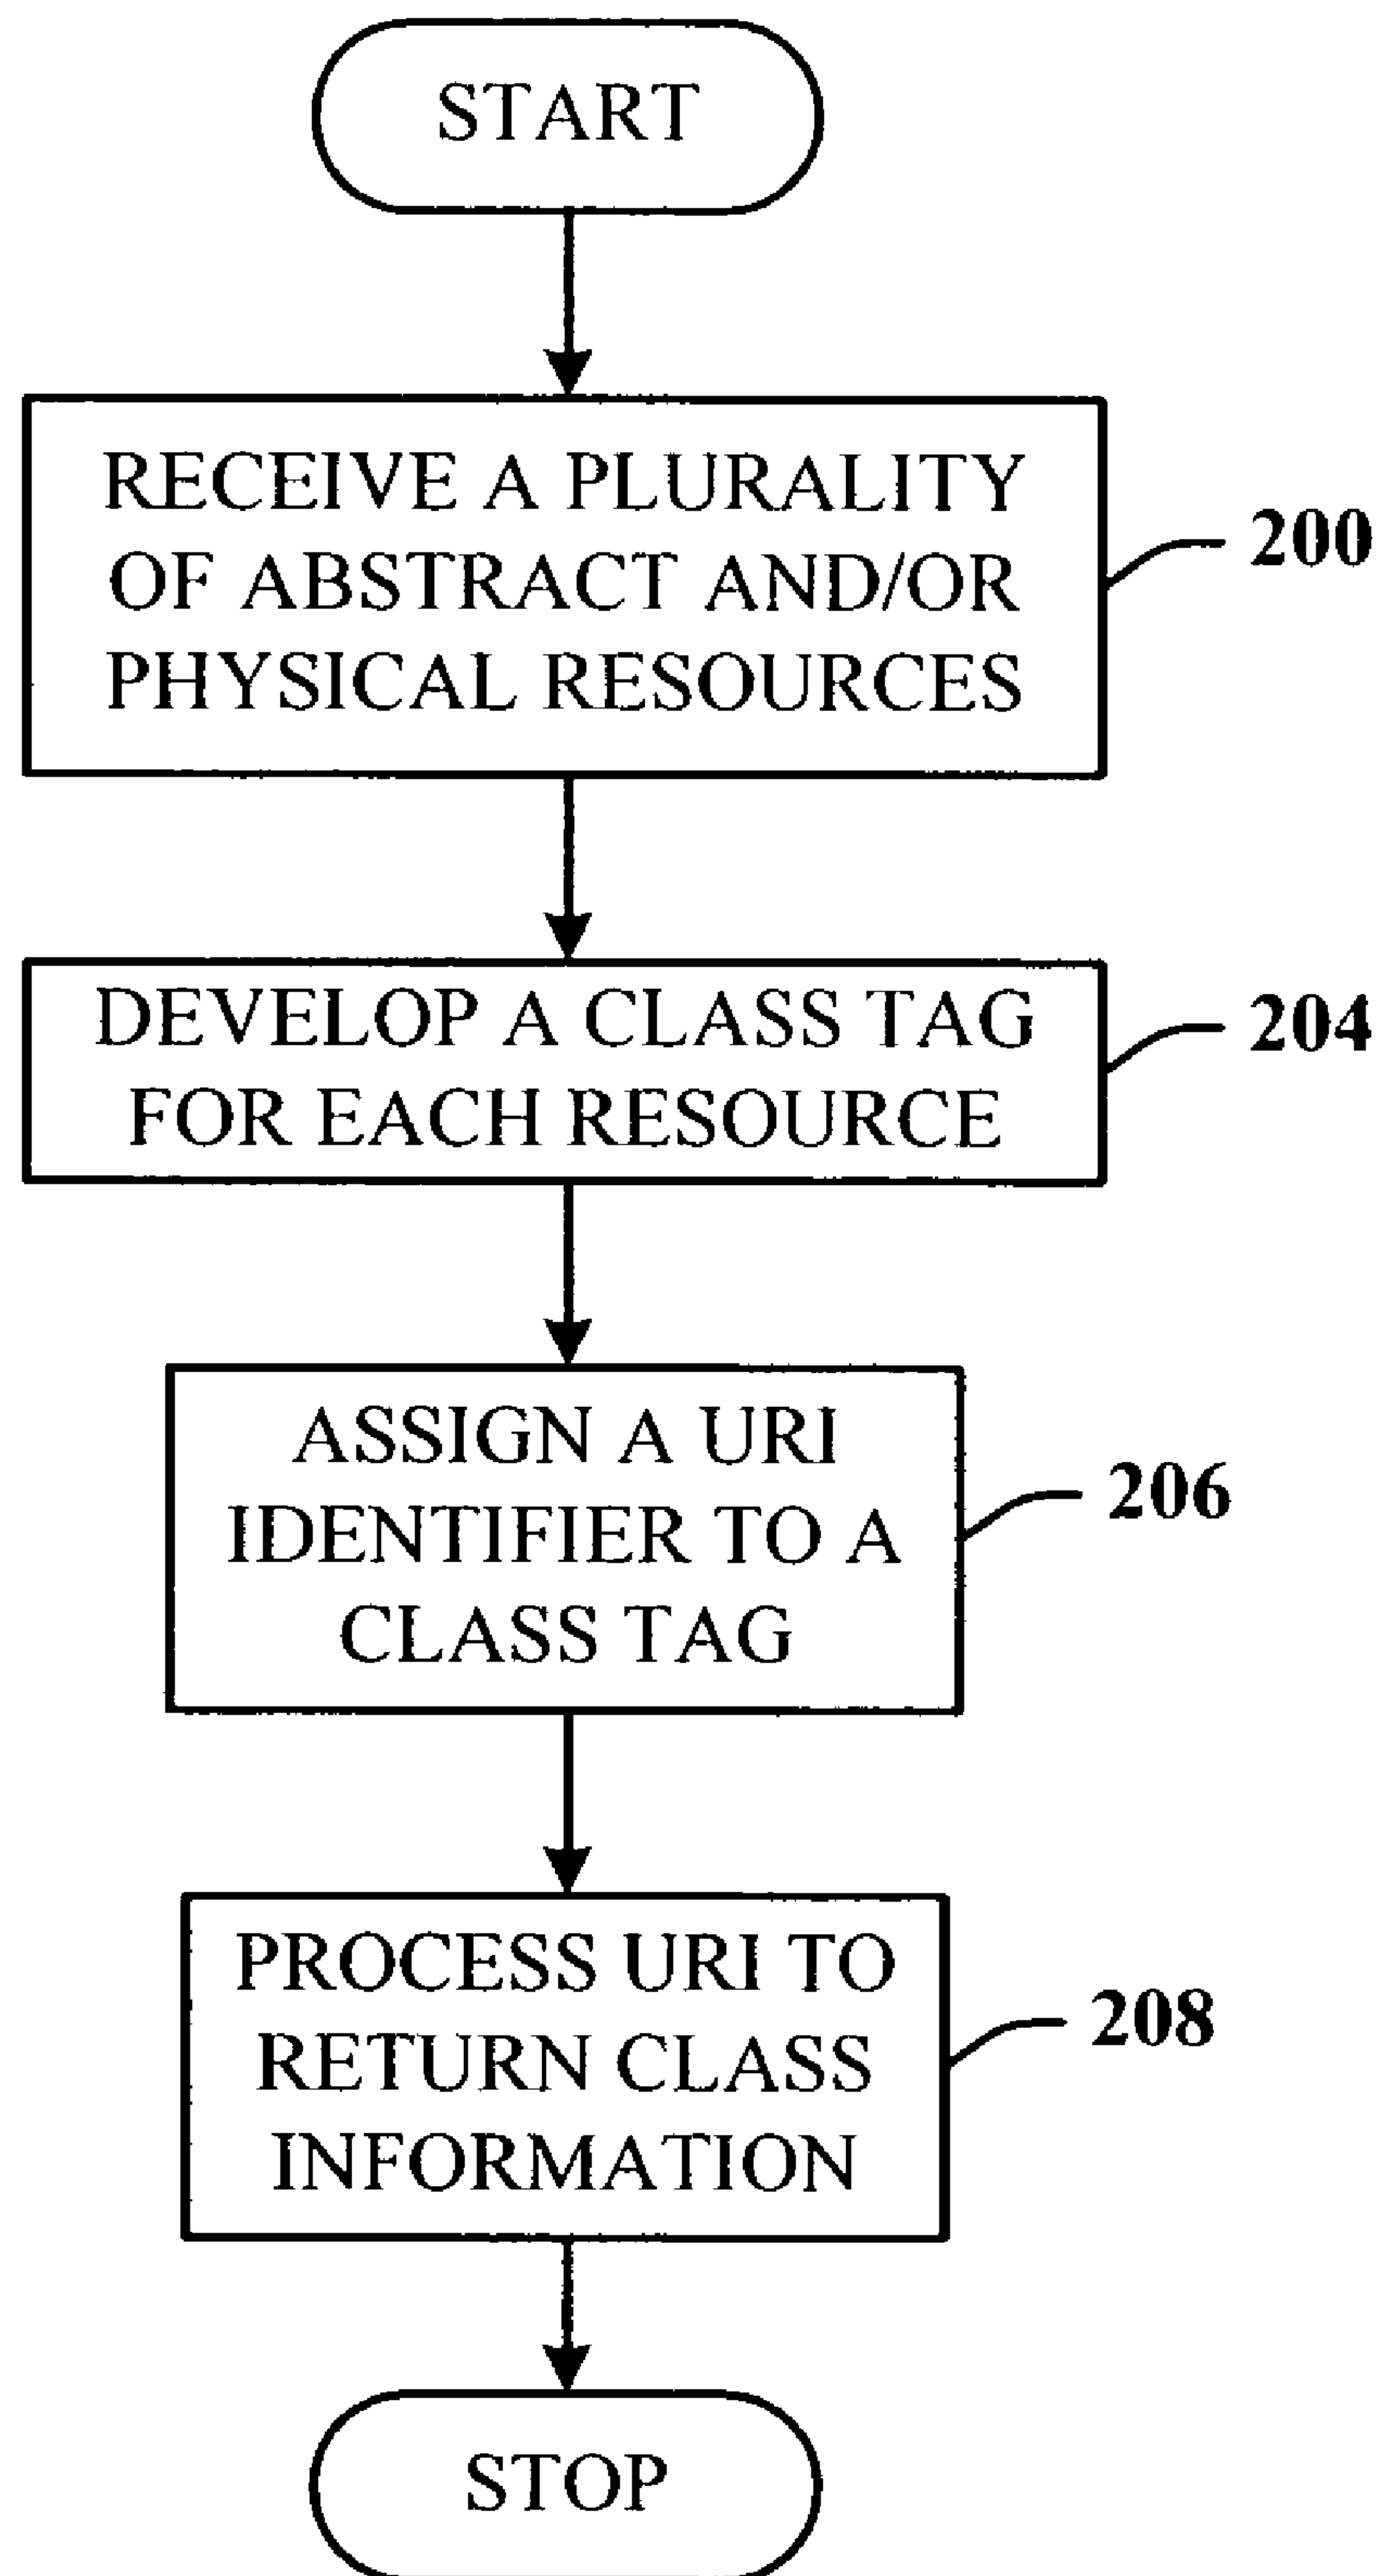 START
RECEIVE A PLURALITY
OF ABSTRACT AND/OR
PHYSICAL RESOURCES
200
DEVELOP A CLASS TAG
FOR EACH RESOURCE
204
ASSIGN A URI
IDENTIFIER TO A
CLASS TAG
206
PROCESS URI TO
RETURN CLASS
INFORMATION
208
STOP